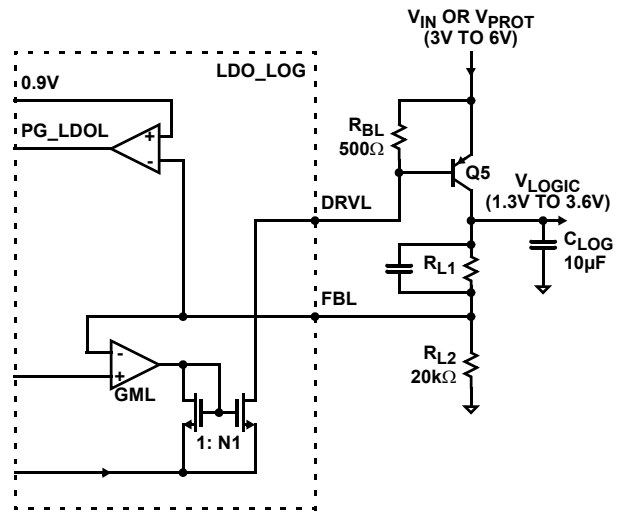 V_IN OR V_PROT
(3V TO 6V)
LDO_LOG
0.9V
PG_LDOL
+
-
R_BL
500Ω
Q5
V_LOGIC
(1.3V TO 3.6V)
DRVL
C_LOG
10µF
R_L1
FBL
-
+
GML
R_L2
20kΩ
1: N1